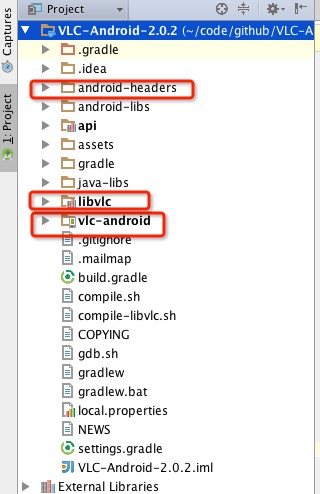 Project
VLC-Android-2.0.2 (~/code/github/VLC-A
.gradle
.idea
android-headers
android-libs
api
assets
gradle
java-libs
libvlc
vlc-android
.gitignore
.mailmap
build.gradle
compile.sh
compile-libvlc.sh
COPYING
gdb.sh
gradlew
gradlew.bat
local.properties
NEWS
settings.gradle
VLC-Android-2.0.2.iml
External Libraries
Captures
1: Project